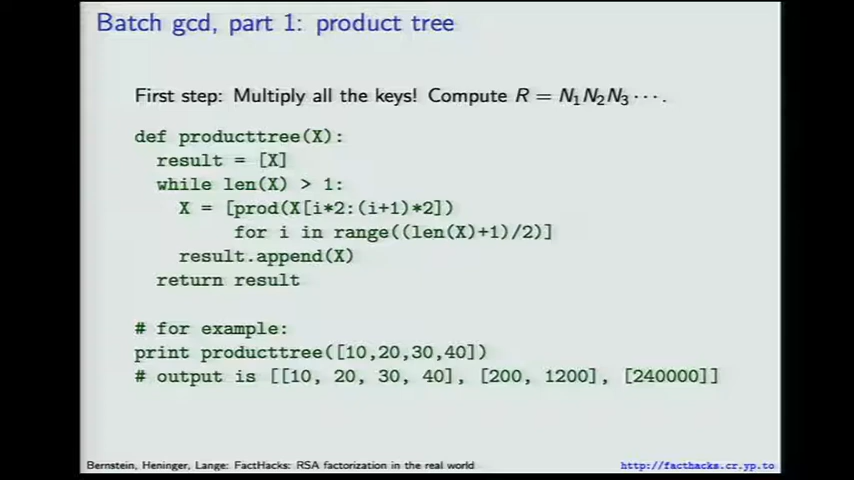 Batch gcd, part 1: product tree
First step: Multiply all the keys! Compute R = N₁N₂N₃ ··· .
def producttree(X):
  result = [X]
  while len(X) > 1:
    X = [prod(X[i*2:(i+1)*2])
         for i in range((len(X)+1)/2)]
    result.append(X)
  return result
# for example:
print producttree([10,20,30,40])
# output is [[10, 20, 30, 40], [200, 1200], [240000]]
Bernstein, Heninger, Lange: FactHacks: RSA factorization in the real world
http://facthacks.cr.yp.to